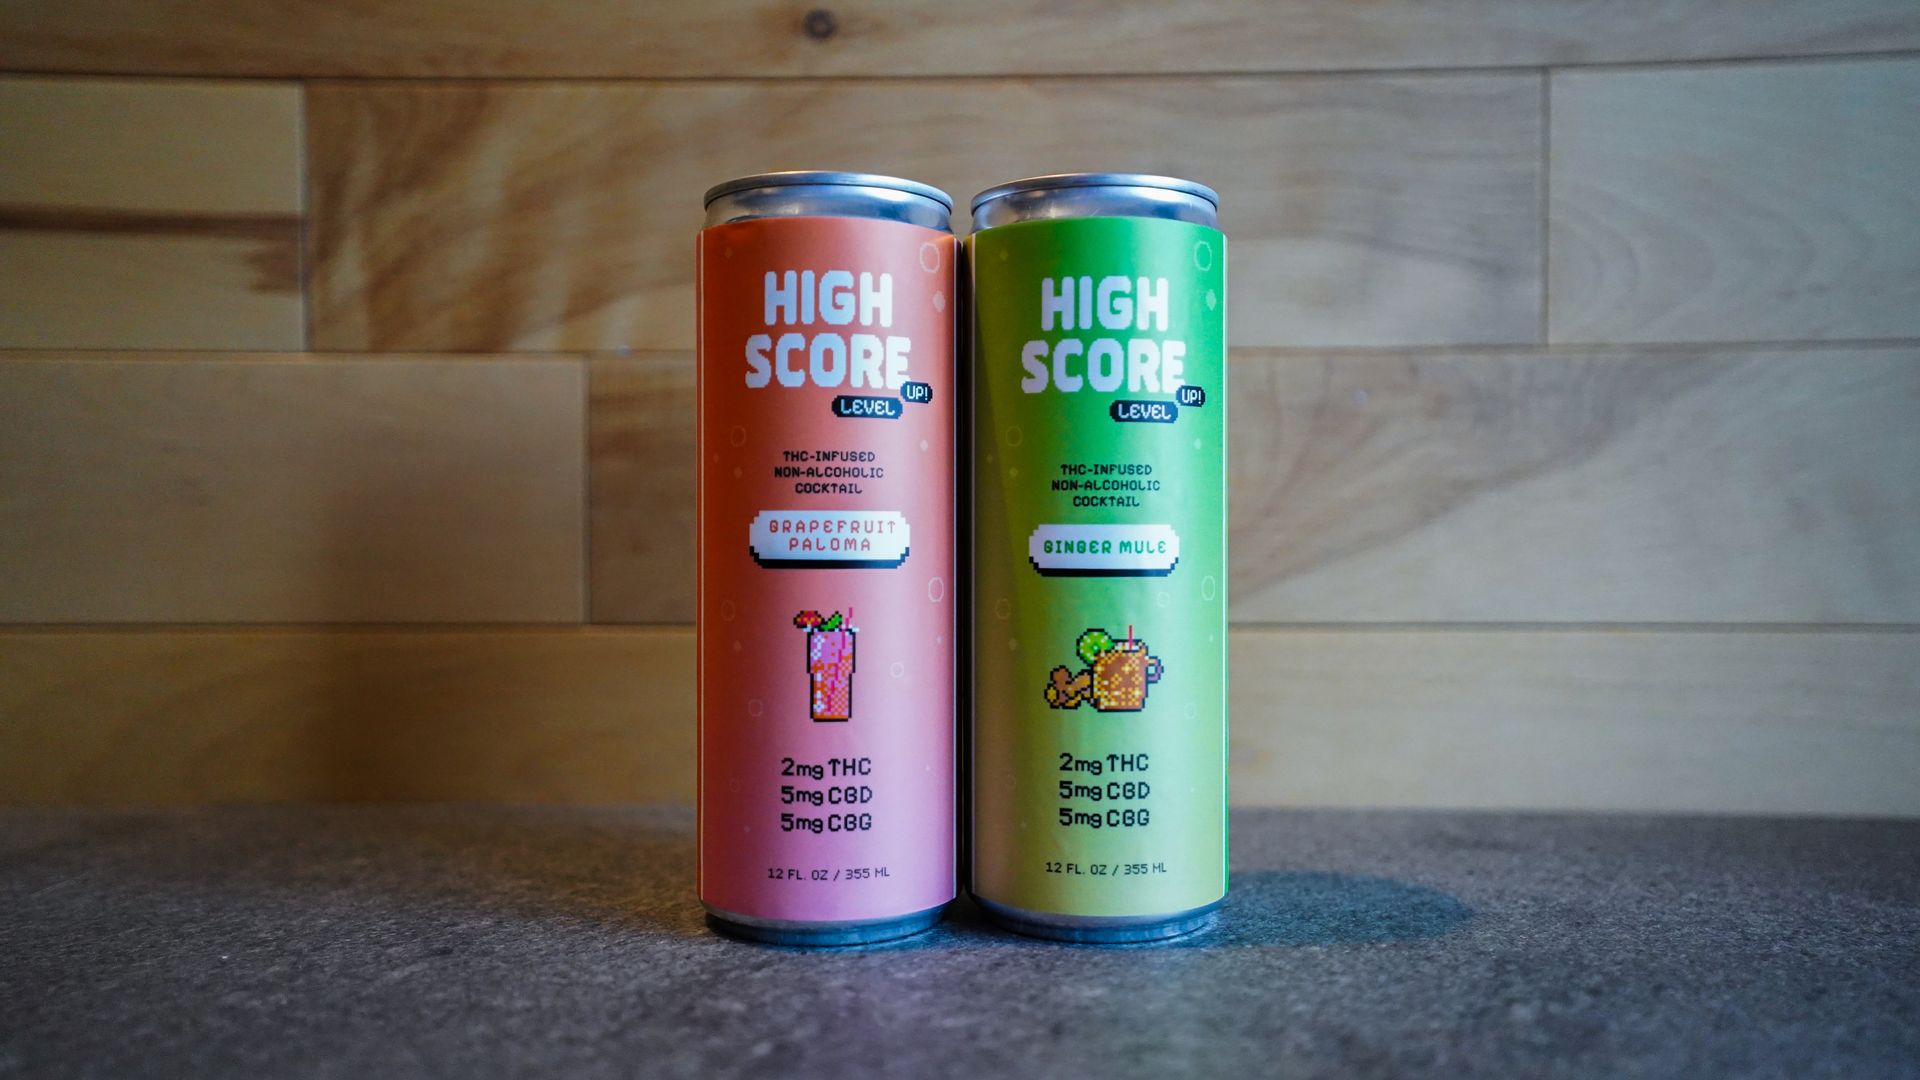 HIGH
SCORE
LEVEL UP!
THC-INFUSED
NON-ALCOHOLIC
COCKTAIL
GRAPEFRUIT
PALOMA
2mg THC
5mg CBD
5mg CBG
12 FL. OZ / 355 ML
HIGH
SCORE
LEVEL UP!
THC-INFUSED
NON-ALCOHOLIC
COCKTAIL
GINGER MULE
2mg THC
5mg CBD
5mg CBG
12 FL. OZ / 355 ML